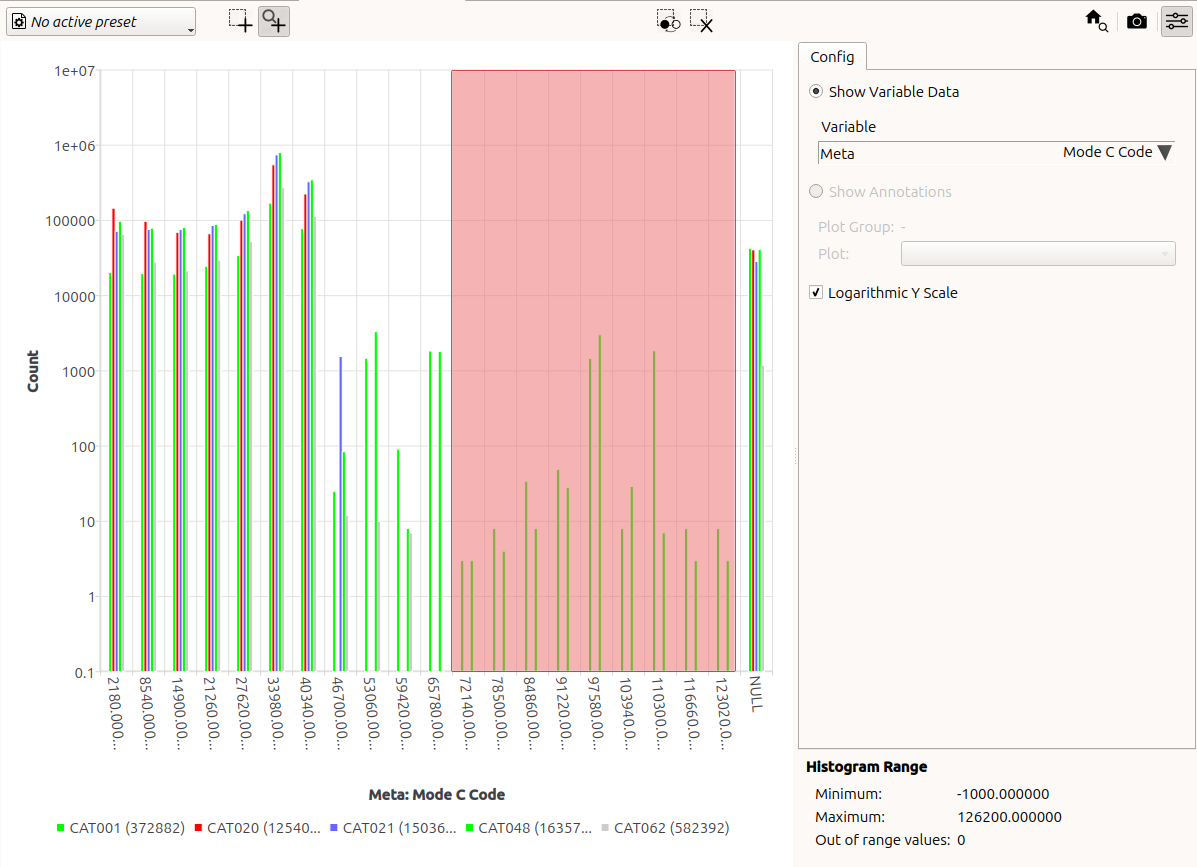 No active preset
Config
Show Variable Data
Variable
Meta Mode C Code
Show Annotations
Plot Group: -
Plot:
Logarithmic Y Scale
1e+07
1e+06
100000
10000
1000
100
10
1
0.1
Count
2180.000...
8540.000...
14900.00...
21260.00...
27620.00...
33980.00...
40340.00...
46700.00...
53060.00...
59420.00...
65780.00...
72140.00...
78500.00...
84860.00...
91220.00...
97580.00...
103940.0...
110300.0...
116660.0...
123020.0...
NULL
Meta: Mode C Code
CAT001 (372882) CAT020 (12540... CAT021 (15036... CAT048 (16357... CAT062 (582392)
Histogram Range
Minimum: -1000.000000
Maximum: 126200.000000
Out of range values: 0